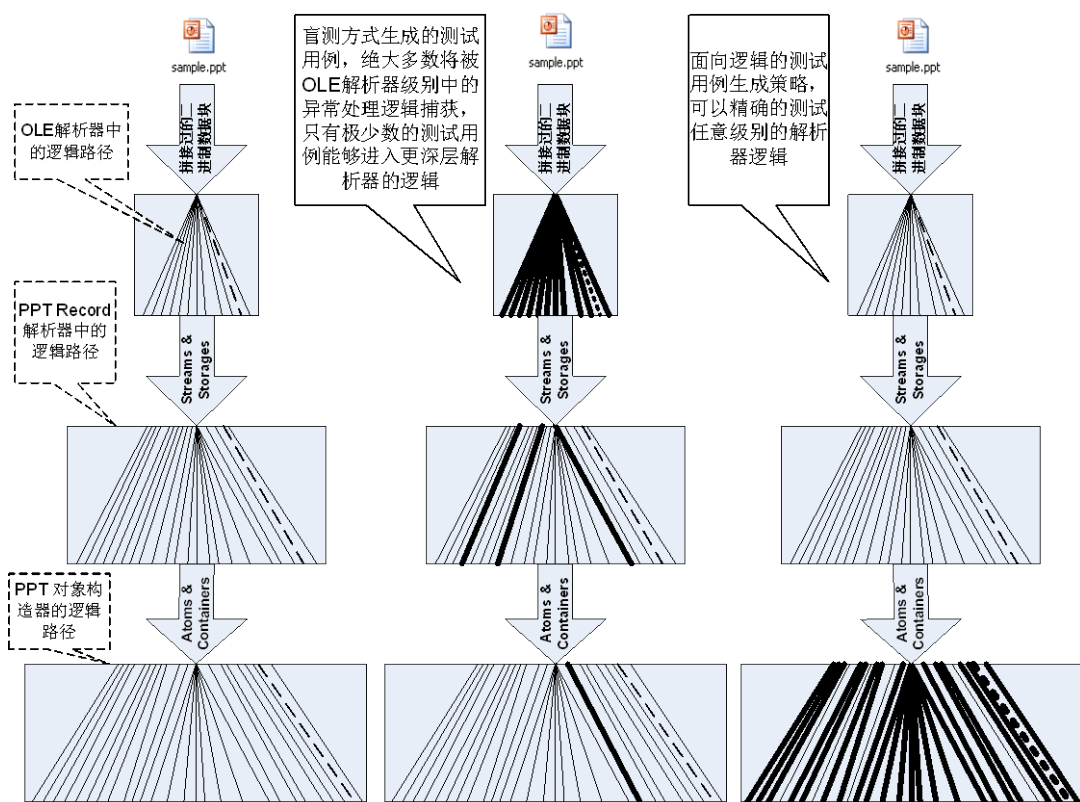 sample.ppt
拼接过的二
进制数据块
OLE解析器中
的逻辑路径
Streams &
Storages
PPT Record
解析器中的
逻辑路径
Atoms &
Containers
PPT 对象构
造器的逻辑
路径
盲测方式生成的测试
用例，绝大多数将被
OLE解析器级别中的
异常处理逻辑捕获，
只有极少数的测试用
例能够进入更深层解
析器的逻辑
sample.ppt
拼接过的二
进制数据块
Streams &
Storages
Atoms &
Containers
面向逻辑的测试
用例生成策略，
可以精确的测试
任意级别的解析
器逻辑
sample.ppt
拼接过的二
进制数据块
Streams &
Storages
Atoms &
Containers